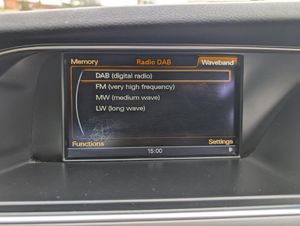 Memory Radio DAB Waveband
DAB (digital radio)
FM (very high frequency)
MW (medium wave)
LW (long wave)
Functions Settings
15:00